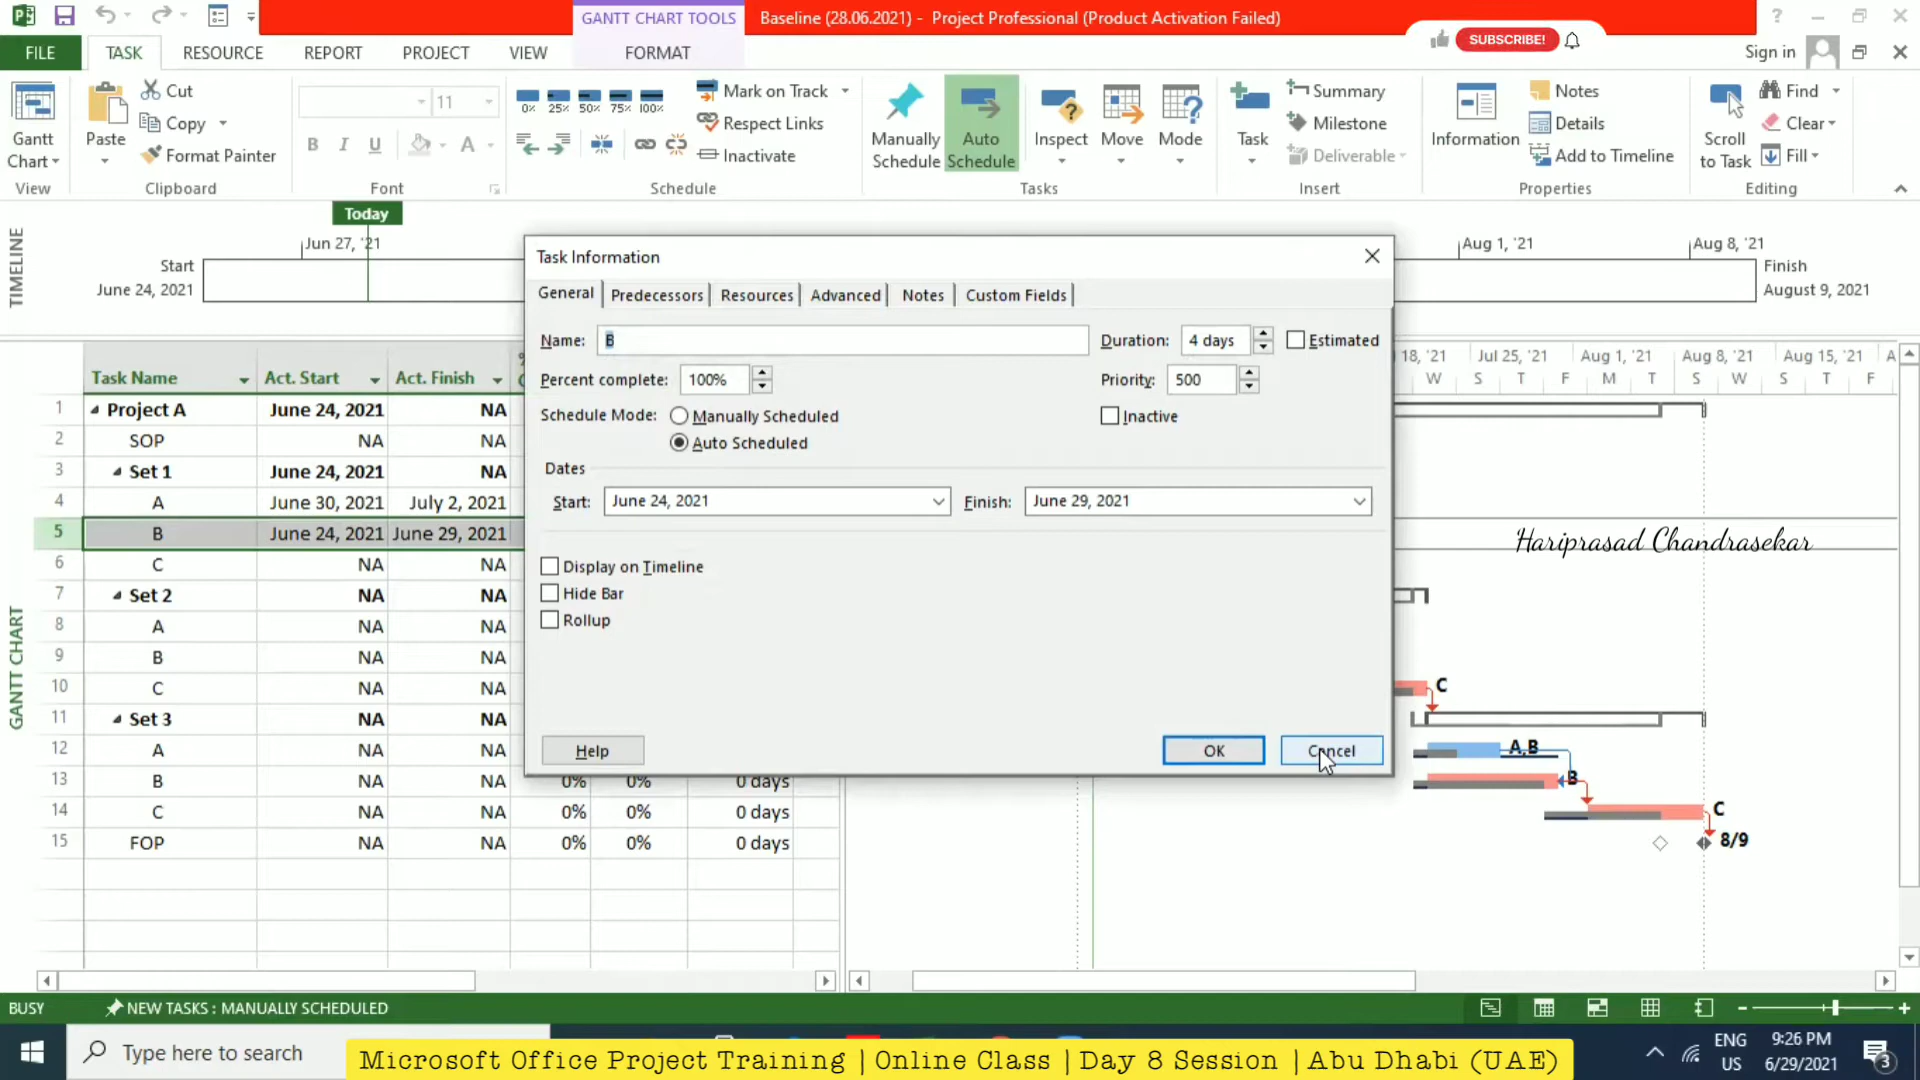 GANTT CHART TOOLS
Baseline (28.06.2021) - Project Professional (Product Activation Failed)
SUBSCRIBE!
FILE TASK RESOURCE REPORT PROJECT VIEW FORMAT Sign in
Gantt Chart
View
Paste
Cut
Copy
Format Painter
Clipboard
11
B I U A
Font
0% 25% 50% 75% 100%
Mark on Track
Respect Links
Inactivate
Schedule
Manually Schedule
Auto Schedule
Inspect
Move
Mode
Tasks
Task
Summary
Milestone
Deliverable
Insert
Information
Notes
Details
Add to Timeline
Properties
Scroll to Task
Find
Clear
Fill
Editing
TIMELINE
Today
Jun 27, '21
Aug 1, '21
Aug 8, '21
Start
June 24, 2021
Finish
August 9, 2021
Task Information
General Predecessors Resources Advanced Notes Custom Fields
Name: B Duration: 4 days Estimated
Percent complete: 100% Priority: 500
Schedule Mode: Manually Scheduled Inactive
Auto Scheduled
Dates
Start: June 24, 2021 Finish: June 29, 2021
Display on Timeline
Hide Bar
Rollup
Help OK Cancel
GANTT CHART
Task Name Act. Start Act. Finish
1 Project A June 24, 2021 NA
2 SOP NA NA
3 Set 1 June 24, 2021 NA
4 A June 30, 2021 July 2, 2021
5 B June 24, 2021 June 29, 2021
6 C NA NA
7 Set 2 NA NA
8 A NA NA
9 B NA NA
10 C NA NA
11 Set 3 NA NA
12 A NA NA
13 B NA NA 0% 0% 0 days
14 C NA NA 0% 0% 0 days
15 FOP NA NA 0% 0% 0 days
18, '21 Jul 25, '21 Aug 1, '21 Aug 8, '21 Aug 15, '21 A
W S T F M T S W S T F
Hariprasad Chandrasekar
C
A,B
B
C
8/9
BUSY NEW TASKS : MANUALLY SCHEDULED
Type here to search
Microsoft Office Project Training | Online Class | Day 8 Session | Abu Dhabi (UAE)
ENG
US
9:26 PM
6/29/2021
3